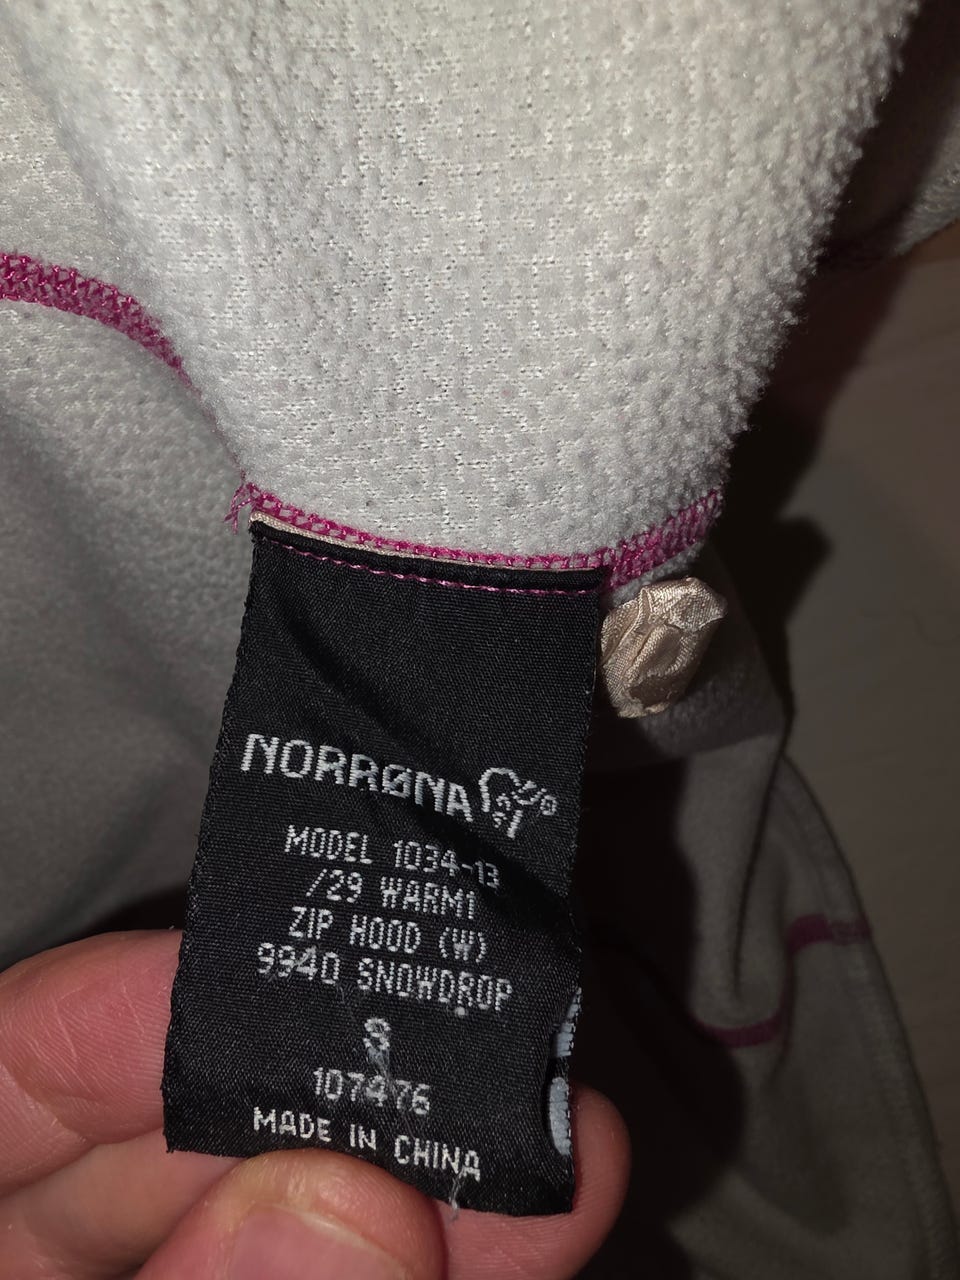 NORRØNA
MODEL 1034-13
/29 WARM1
ZIP HOOD (W)
9940 SNOWDROP
S
107476
MADE IN CHINA